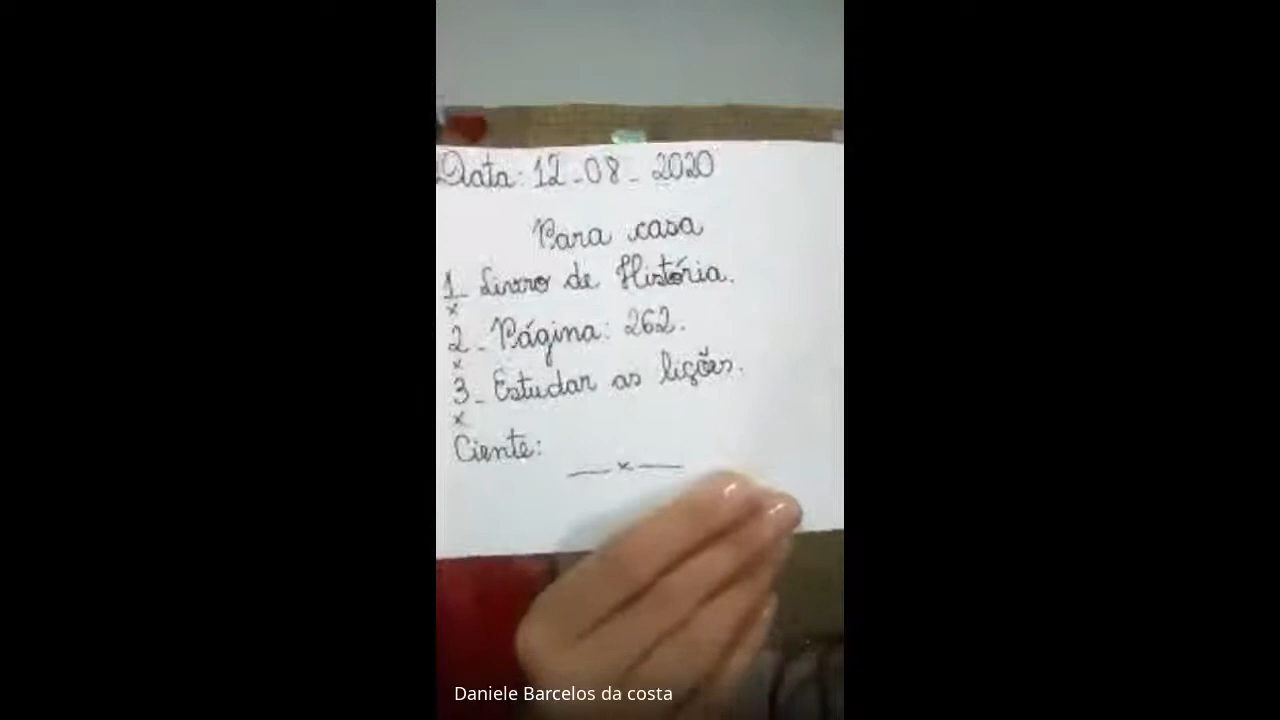 Data: 12-08-2020
Para casa
1- Livro de História.
x
2- Página: 262.
x
3- Estudar as lições.
x
Ciente:
—x—
Daniele Barcelos da costa